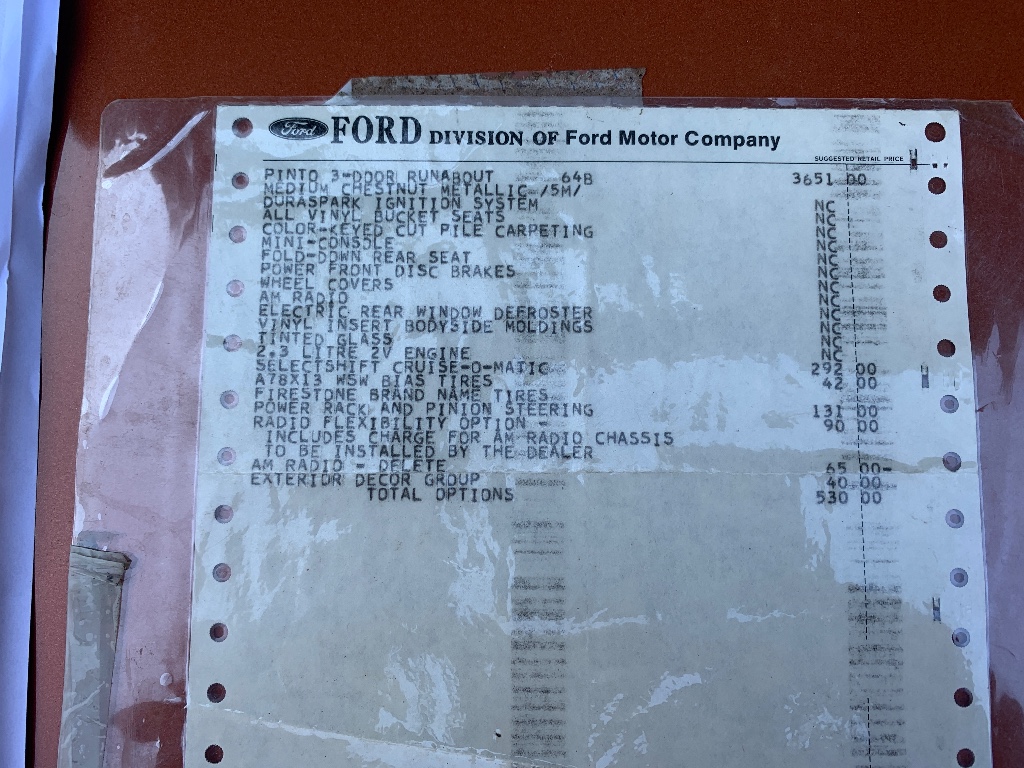 Ford FORD DIVISION OF Ford Motor Company
SUGGESTED RETAIL PRICE
PINTO 3-DOOR RUNABOUT 64B 3651 00
MEDIUM CHESTNUT METALLIC /5M/
DURASPARK IGNITION SYSTEM NC
ALL VINYL BUCKET SEATS NC
COLOR-KEYED CUT PILE CARPETING NC
MINI-CONSOLE NC
FOLD-DOWN REAR SEAT NC
POWER FRONT DISC BRAKES NC
WHEEL COVERS NC
AM RADIO NC
ELECTRIC REAR WINDOW DEFROSTER NC
VINYL INSERT BODYSIDE MOLDINGS NC
TINTED GLASS NC
2.3 LITRE 2V ENGINE NC
SELECTSHIFT CRUISE-O-MATIC 292 00
A78X13 WSW BIAS TIRES 42 00
FIRESTONE BRAND NAME TIRES
POWER RACK AND PINION STEERING 131 00
RADIO FLEXIBILITY OPTION - 90 00
INCLUDES CHARGE FOR AM RADIO CHASSIS
TO BE INSTALLED BY THE DEALER
AM RADIO - DELETE 65 00-
EXTERIOR DECOR GROUP 40 00
TOTAL OPTIONS 530 00